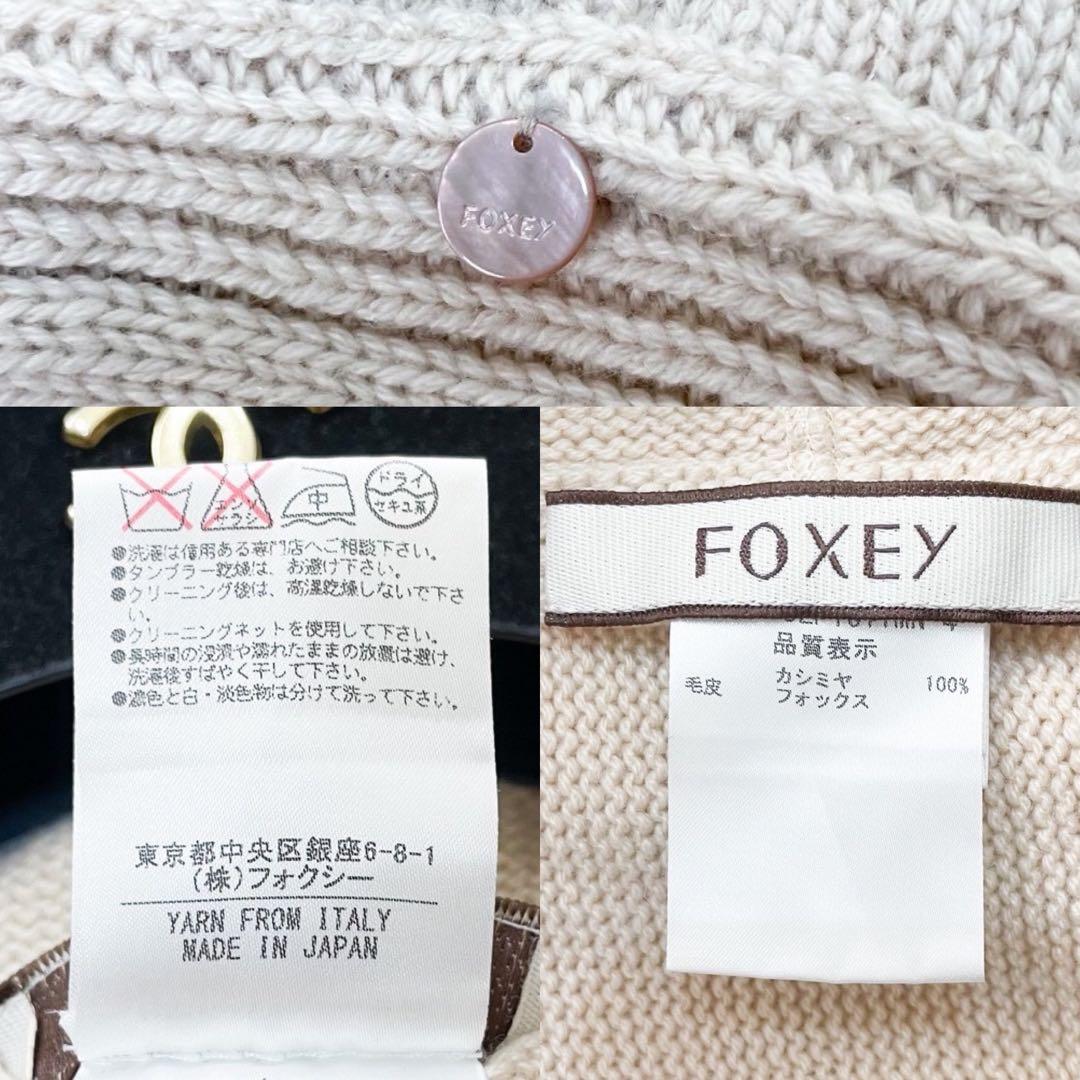 FOXEY
エンソ
サラシ
中
ドライ
セキユ系
●洗濯は信用ある専門店へご相談下さい。
●タンブラー乾燥は、お避け下さい。
●クリーニング後は、高温乾燥しないで下さ
い。
●クリーニングネットを使用して下さい。
●長時間の浸漬や濡れたままの放置は避け、
洗濯後すばやく干して下さい。
●濃色と白・淡色物は分けて洗って下さい。
東京都中央区銀座6-8-1
(株)フォクシー
YARN FROM ITALY
MADE IN JAPAN
FOXEY
品質表示
カシミヤ 100%
毛皮 フォックス